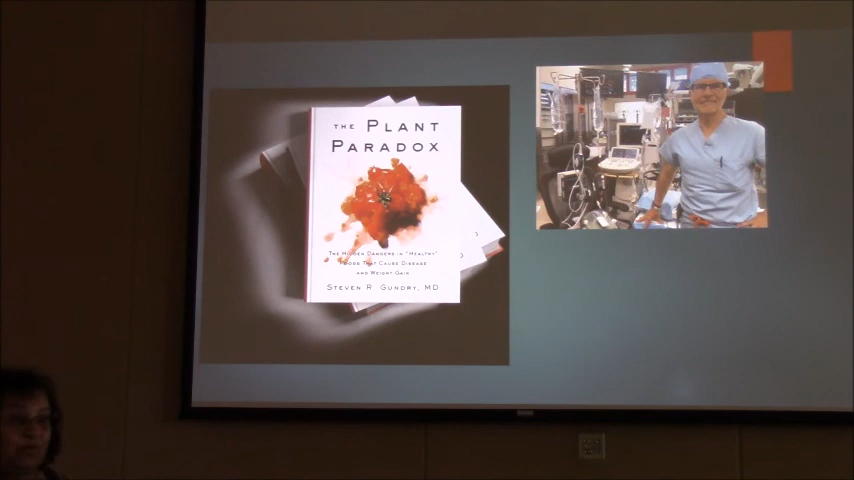 THE PLANT
PARADOX
THE HIDDEN DANGERS IN "HEALTHY"
FOODS THAT CAUSE DISEASE
AND WEIGHT GAIN
STEVEN R. GUNDRY, MD